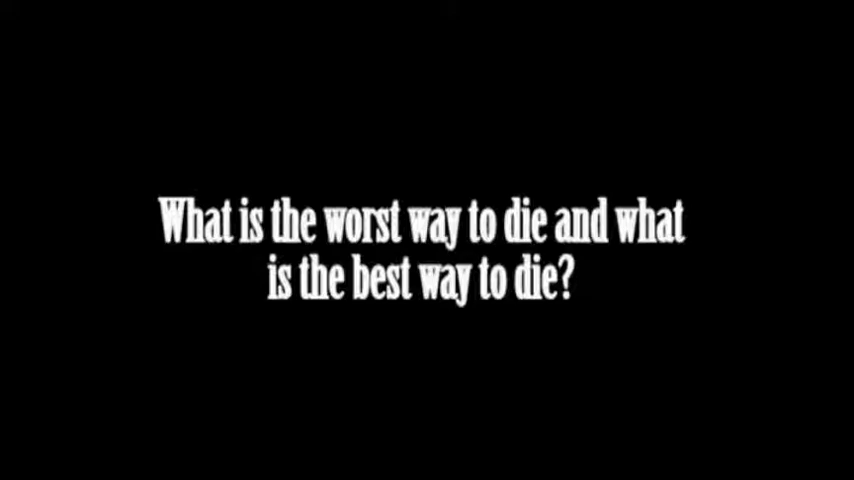 What is the worst way to die and what
is the best way to die?